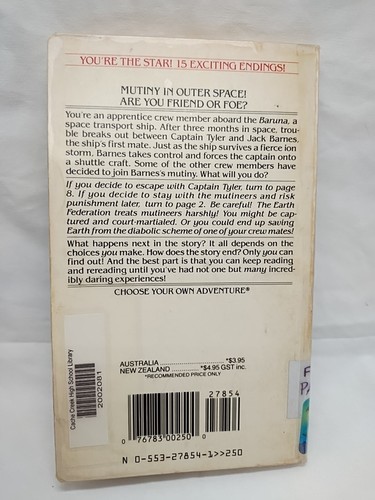 YOU'RE THE STAR! 15 EXCITING ENDINGS!
MUTINY IN OUTER SPACE!
ARE YOU FRIEND OR FOE?
You're an apprentice crew member aboard the Baruna, a
space transport ship. After three months in space, trou-
ble breaks out between Captain Tyler and Jack Barnes,
the ship's first mate. Just as the ship survives a fierce ion
storm, Barnes takes control and forces the captain onto
a shuttle craft. Some of the other crew members have
decided to join Barnes's mutiny. What will you do?
If you decide to escape with Captain Tyler, turn to page
8. If you decide to stay with the mutineers and risk
punishment later, turn to page 2. Be careful! The Earth
Federation treats mutineers harshly! You might be cap-
tured and court-martialed. Or you could end up saving
Earth from the diabolic scheme of one of your crew mates!
What happens next in the story? It all depends on the
choices you make. How does the story end? Only you can
find out! And the best part is that you can keep reading
and rereading until you've had not one but many incred-
ibly daring experiences!
CHOOSE YOUR OWN ADVENTURE®
Cache Creek High School Library
2002081
AUSTRALIA ........................ *$3.95
NEW ZEALAND ............ *$4.95 GST inc.
*RECOMMENDED PRICE ONLY
27854
0 76783 00250 0
N 0-553-27854-1>>250
F
PA